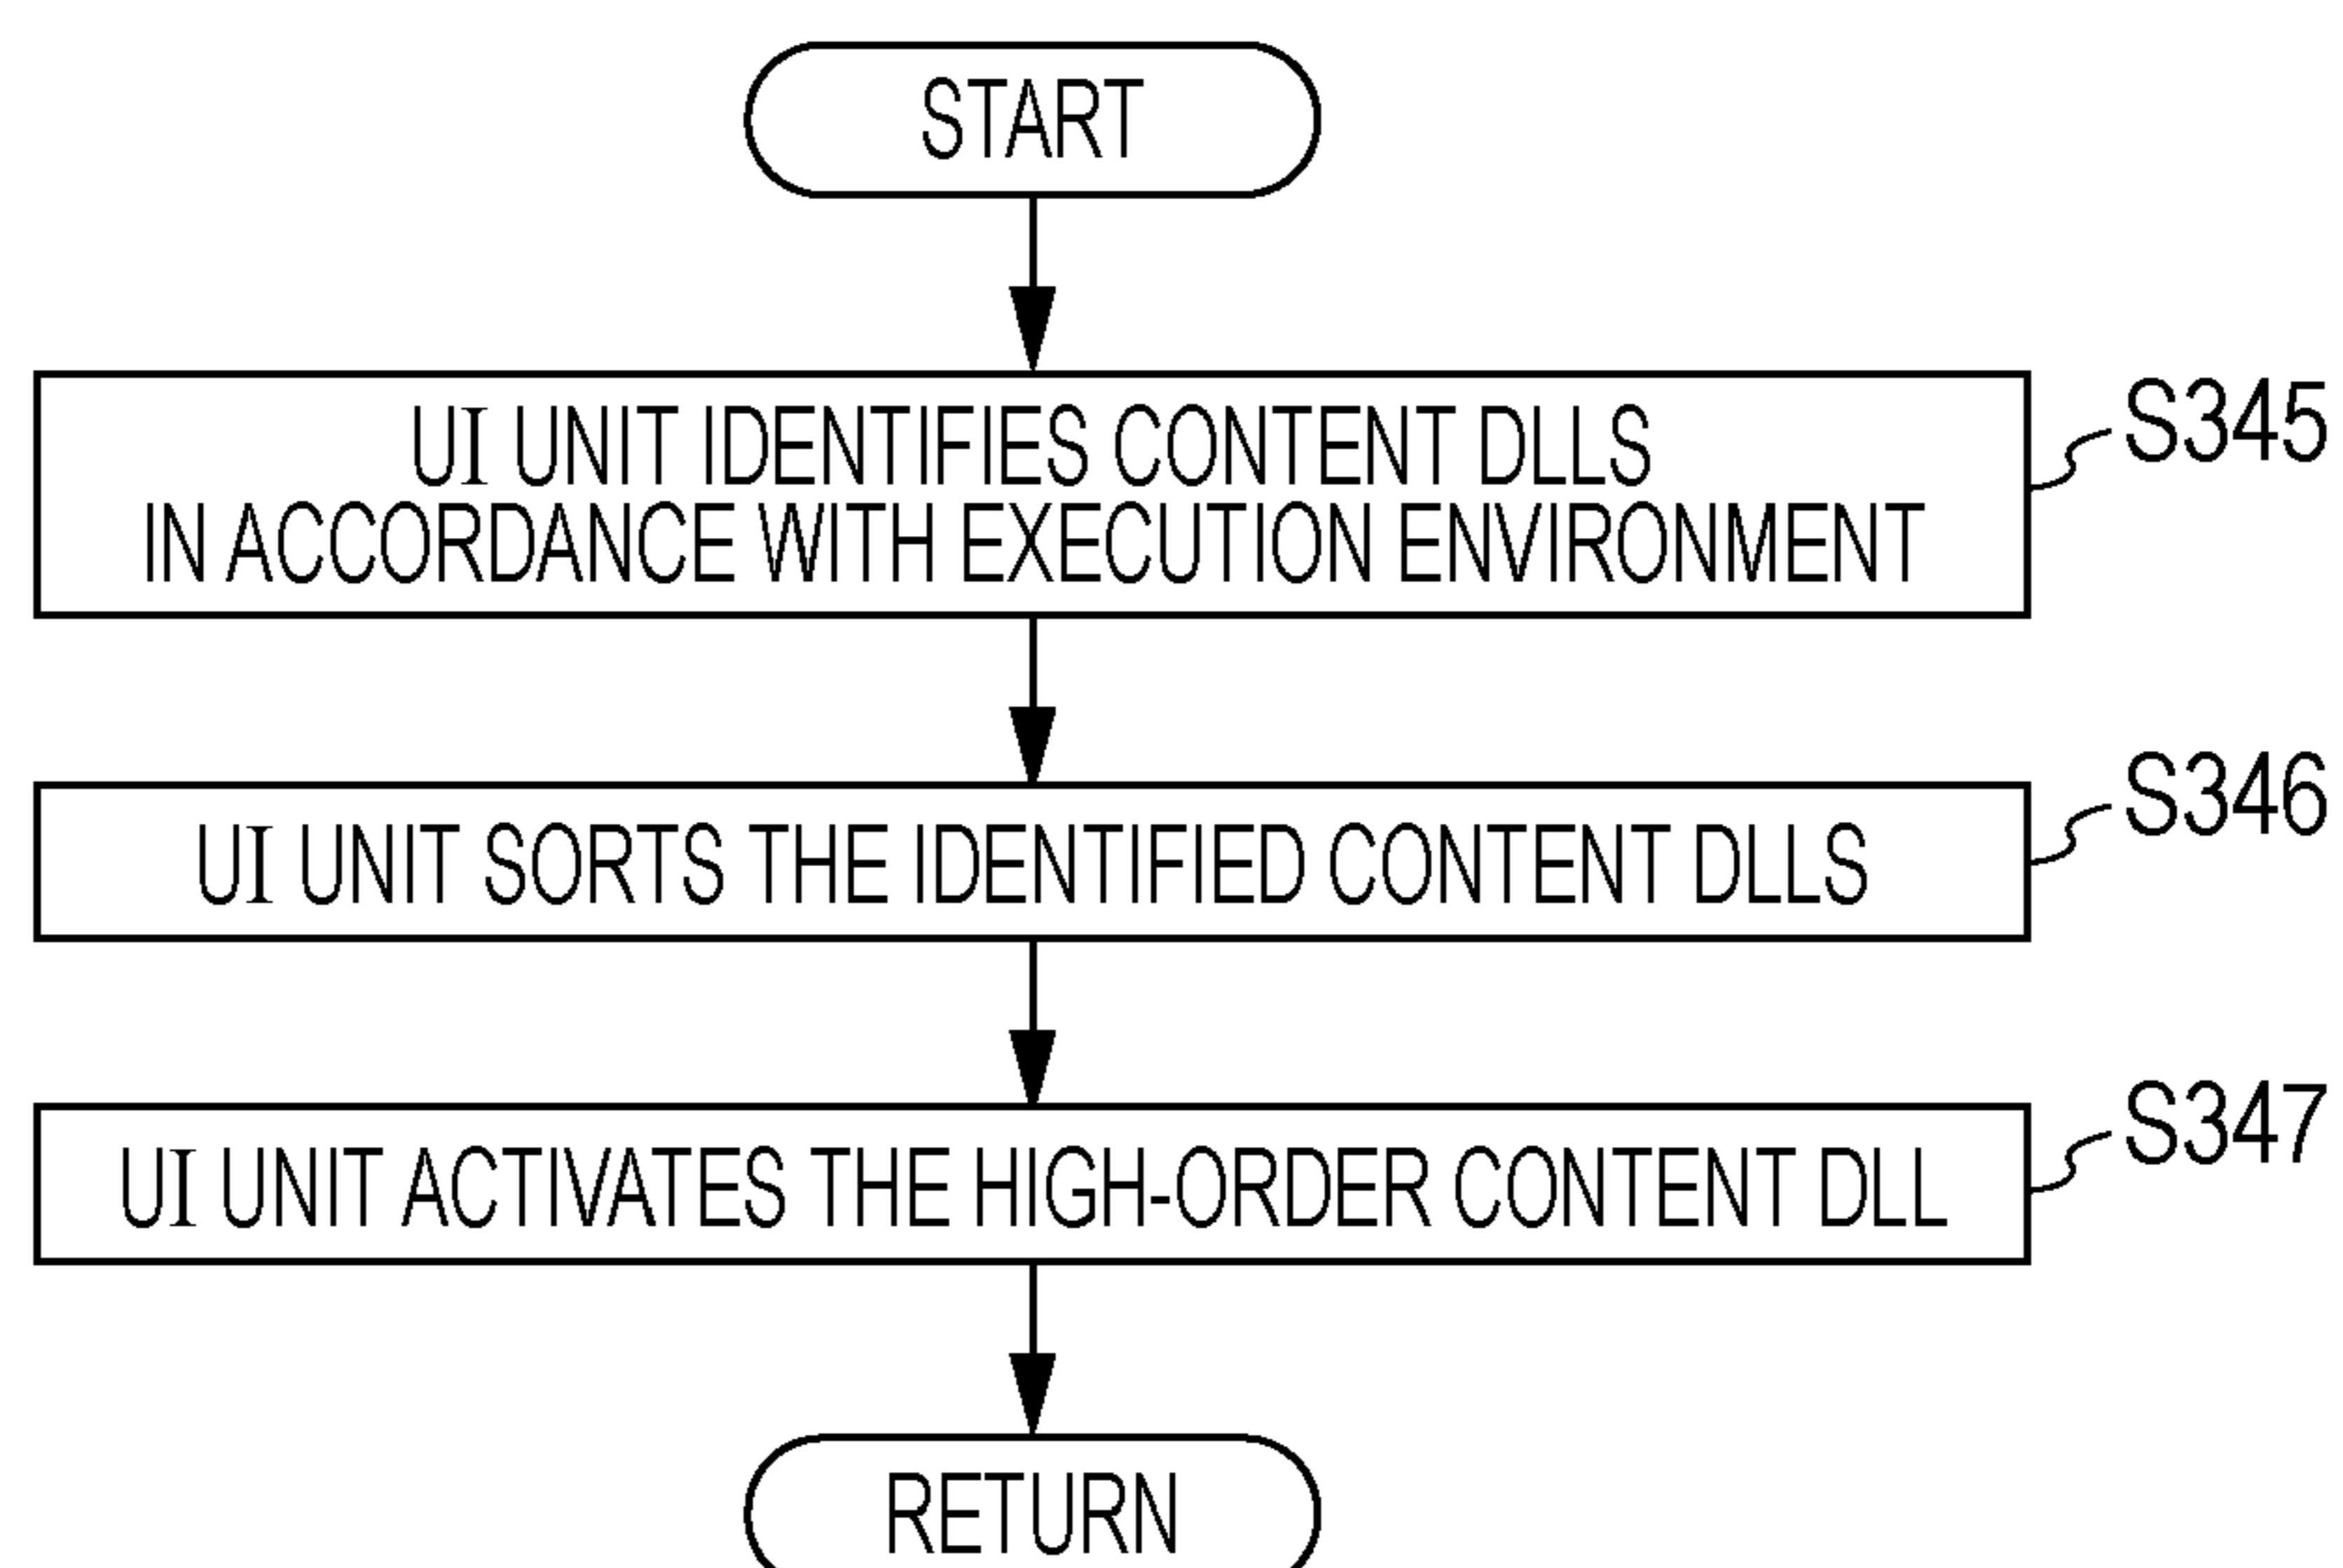 START
UI UNIT IDENTIFIES CONTENT DLLS
IN ACCORDANCE WITH EXECUTION ENVIRONMENT
S345
UI UNIT SORTS THE IDENTIFIED CONTENT DLLS
S346
UI UNIT ACTIVATES THE HIGH-ORDER CONTENT DLL
S347
RETURN